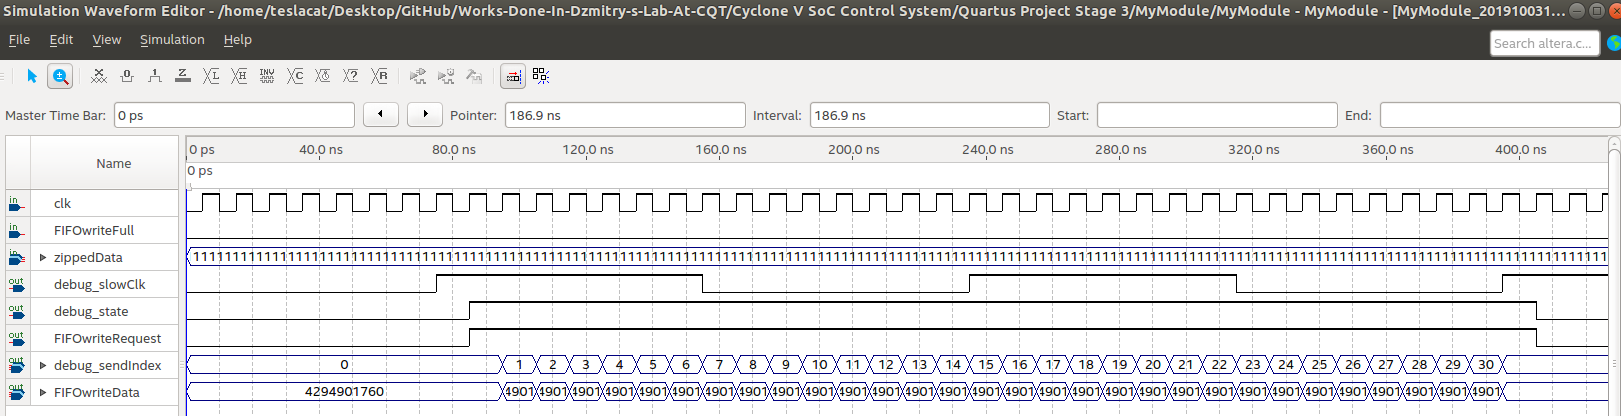 Simulation Waveform Editor - /home/teslacat/Desktop/GitHub/Works-Done-In-Dzmitry-s-Lab-At-CQT/Cyclone V SoC Control System/Quartus Project Stage 3/MyModule/MyModule - MyModule - [MyModule_201910031...
File Edit View Simulation Help
Search altera.c...
Master Time Bar: 0 ps Pointer: 186.9 ns Interval: 186.9 ns Start: End:
Name 0 ps 40.0 ns 80.0 ns 120.0 ns 160.0 ns 200.0 ns 240.0 ns 280.0 ns 320.0 ns 360.0 ns 400.0 ns
0 ps
clk
FIFOwriteFull
zippedData
debug_slowClk
debug_state
FIFOwriteRequest
debug_sendIndex 0 1 2 3 4 5 6 7 8 9 10 11 12 13 14 15 16 17 18 19 20 21 22 23 24 25 26 27 28 29 30
FIFOwriteData 4294901760 4901 4901 4901 4901 4901 4901 4901 4901 4901 4901 4901 4901 4901 4901 4901 4901 4901 4901 4901 4901 4901 4901 4901 4901 4901 4901 4901 4901 4901 4901